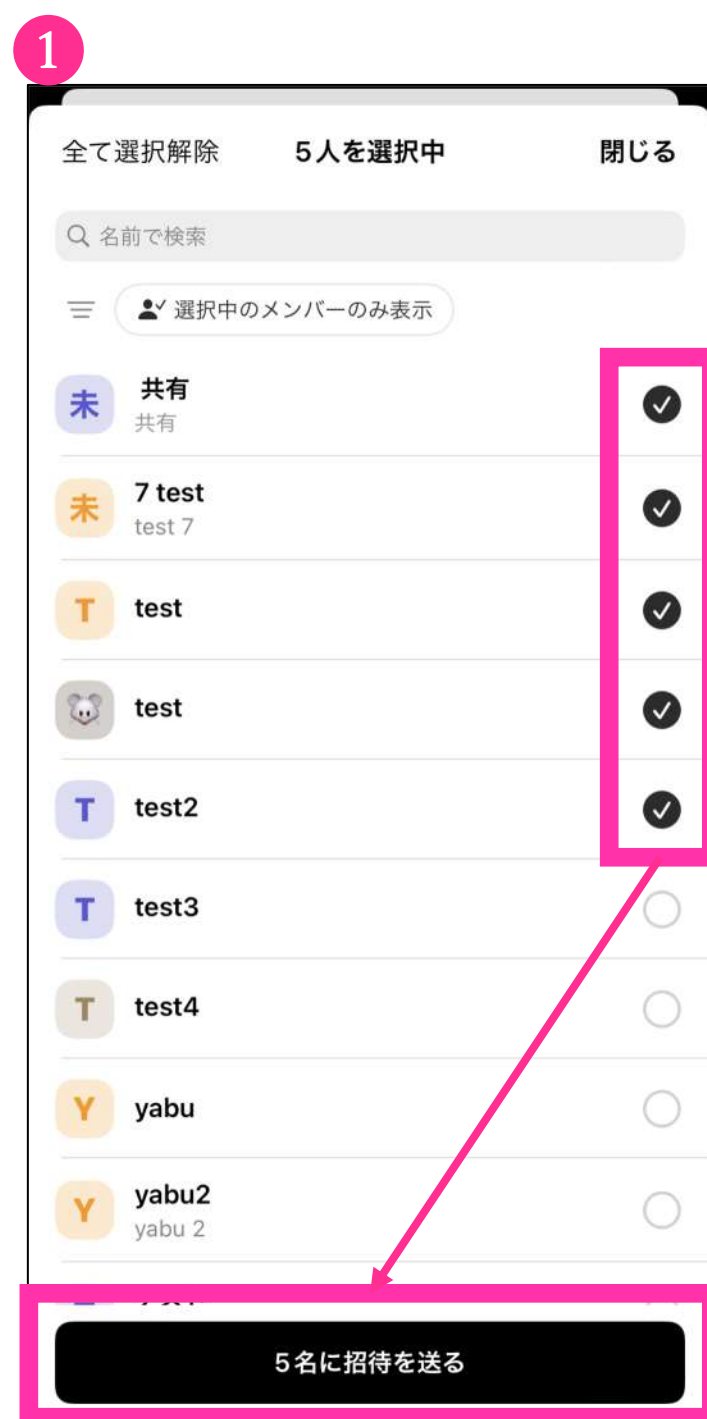 1
全て選択解除 5人を選択中 閉じる
名前で検索
選択中のメンバーのみ表示
未 共有
共有
未 7 test
test 7
T test
test
T test2
T test3
T test4
Y yabu
Y yabu2
yabu 2
5名に招待を送る